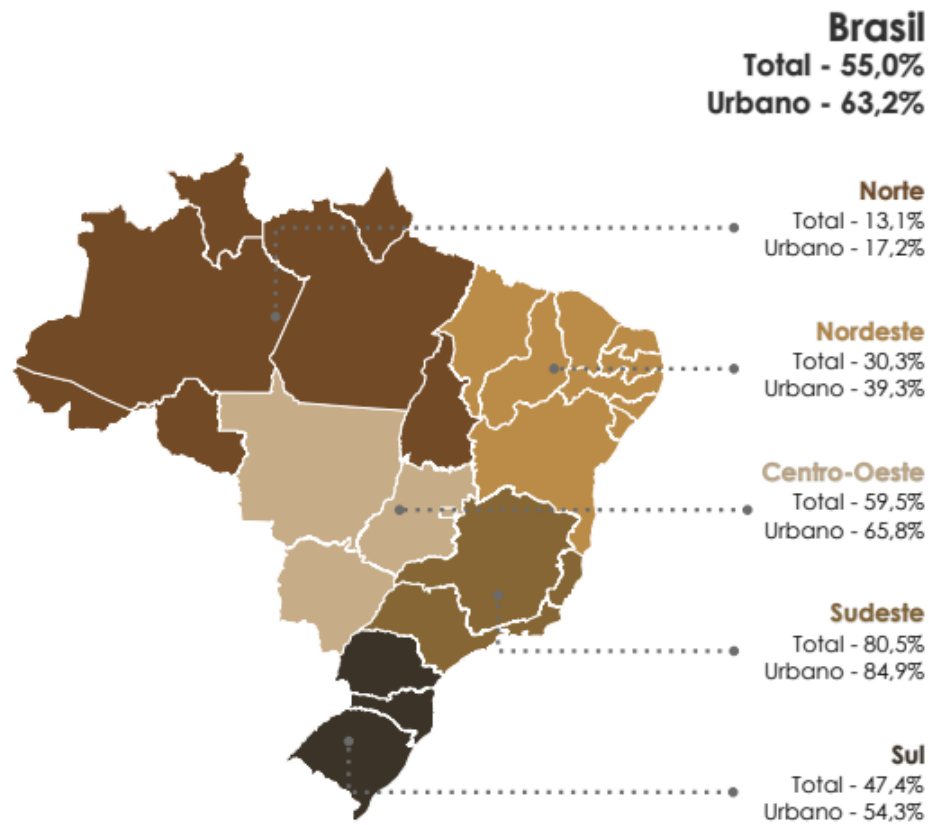 Brasil
Total - 55,0%
Urbano - 63,2%
Norte
Total - 13,1%
Urbano - 17,2%
Nordeste
Total - 30,3%
Urbano - 39,3%
Centro-Oeste
Total - 59,5%
Urbano - 65,8%
Sudeste
Total - 80,5%
Urbano - 84,9%
Sul
Total - 47,4%
Urbano - 54,3%